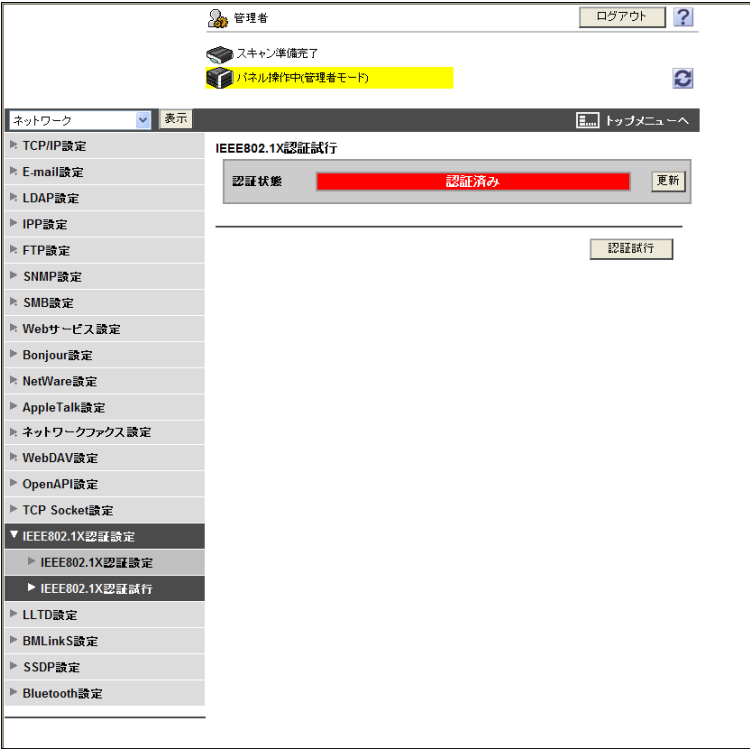 管理者
ログアウト
?
スキャン準備完了
パネル操作中(管理者モード)
ネットワーク
表示
トップメニューへ
TCP/IP設定
E-mail設定
LDAP設定
IPP設定
FTP設定
SNMP設定
SMB設定
Webサービス設定
Bonjour設定
NetWare設定
AppleTalk設定
ネットワークファクス設定
WebDAV設定
OpenAPI設定
TCP Socket設定
IEEE802.1X認証設定
IEEE802.1X認証設定
IEEE802.1X認証試行
LLTD設定
BMLinkS設定
SSDP設定
Bluetooth設定
IEEE802.1X認証試行
認証状態
認証済み
更新
認証試行